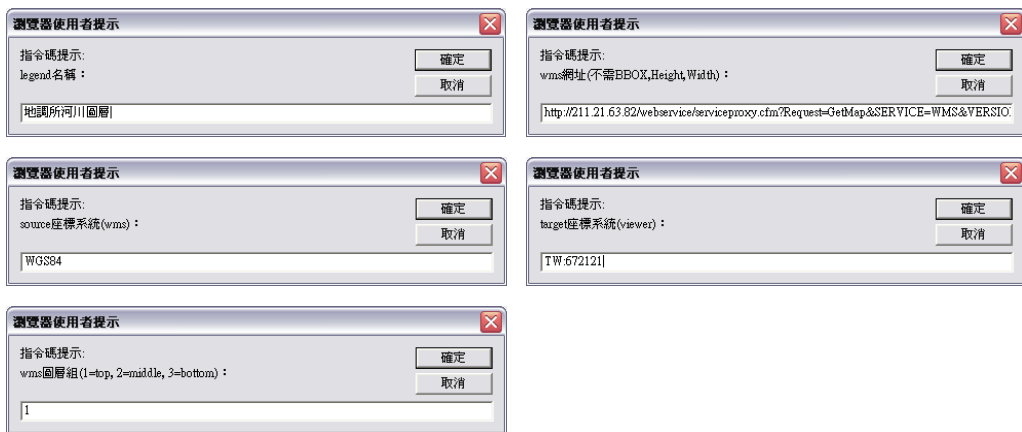 瀏覽器使用者提示
指令碼提示:
legend名稱：
確定
取消
地調所河川圖層
瀏覽器使用者提示
指令碼提示:
wms網址(不需BBOX,Height,Width)：
確定
取消
http://211.21.63.82/webservice/serviceproxy.cfm?Request=GetMap&SERVICE=WMS&VERSIO
瀏覽器使用者提示
指令碼提示:
source座標系統(wms)：
確定
取消
WGS84
瀏覽器使用者提示
指令碼提示:
target座標系統(viewer)：
確定
取消
TW:672121
瀏覽器使用者提示
指令碼提示:
wms圖層組(1=top, 2=middle, 3=bottom)：
確定
取消
1